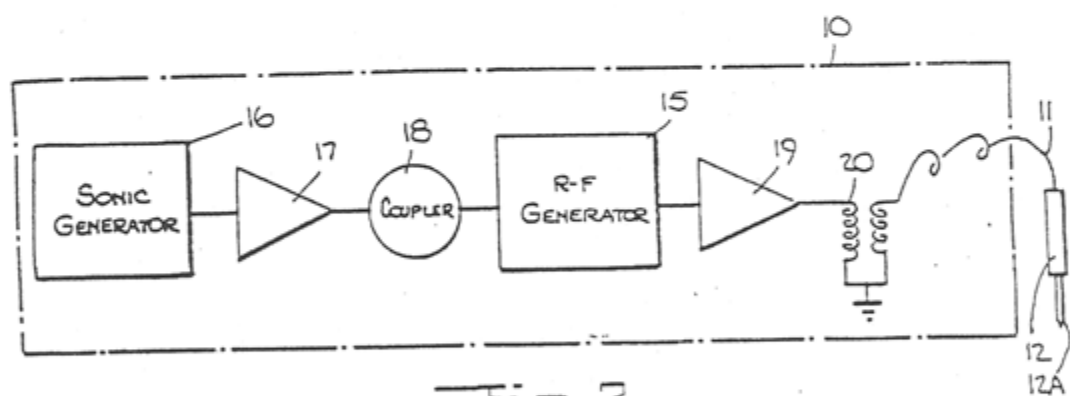 10
16
SONIC
GENERATOR
17
18
COUPLER
15
R-F
GENERATOR
19
20
11
12
12A